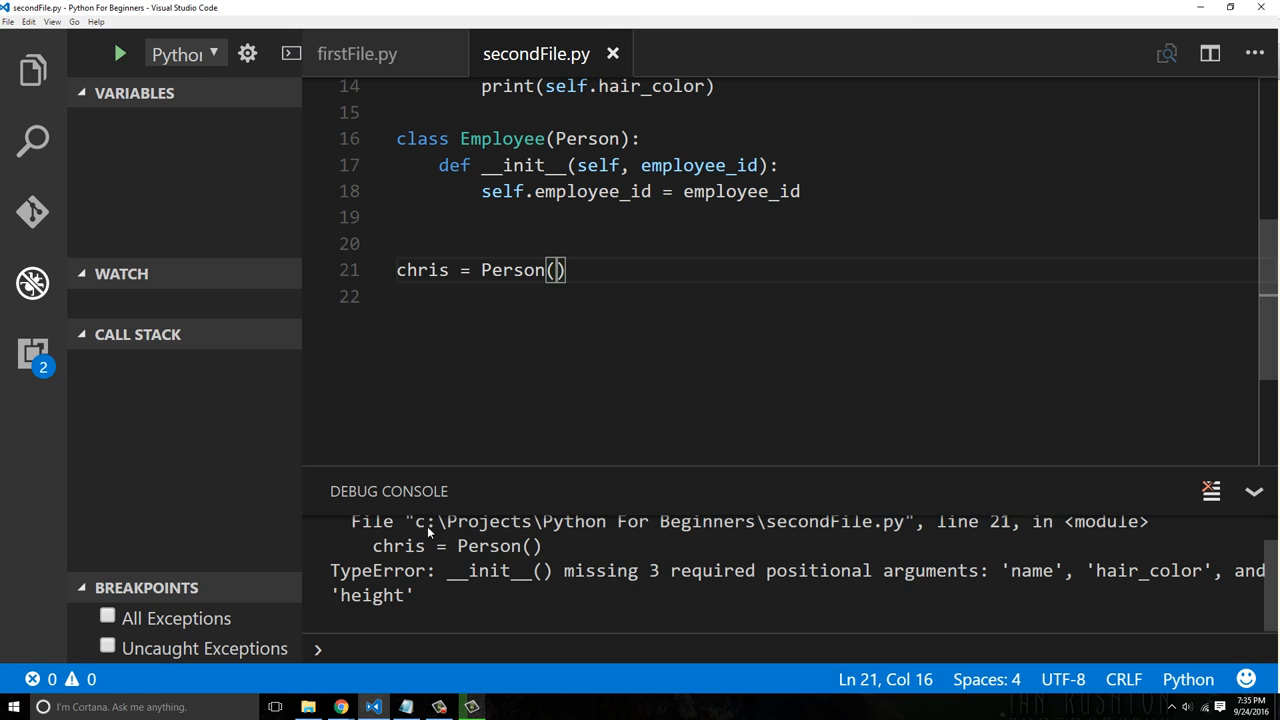 secondFile.py - Python For Beginners - Visual Studio Code
File Edit View Go Help
Python
firstFile.py
secondFile.py
VARIABLES
WATCH
CALL STACK
2
BREAKPOINTS
All Exceptions
Uncaught Exceptions
14 print(self.hair_color)
15
16 class Employee(Person):
17 def __init__(self, employee_id):
18 self.employee_id = employee_id
19
20
21 chris = Person()
22
DEBUG CONSOLE
File "c:\Projects\Python For Beginners\secondFile.py", line 21, in <module>
chris = Person()
TypeError: __init__() missing 3 required positional arguments: 'name', 'hair_color', and
'height'
0 0
Ln 21, Col 16 Spaces: 4 UTF-8 CRLF Python
I'm Cortana. Ask me anything.
7:35 PM
9/24/2016